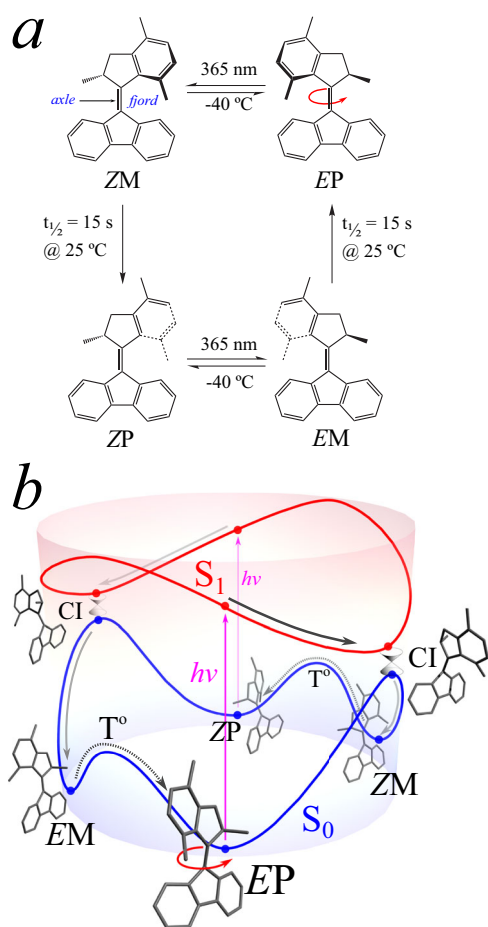 a
365 nm
-40 ºC
axle
fjord
ZM
EP
t1/2 = 15 s
@ 25 ºC
t1/2 = 15 s
@ 25 ºC
365 nm
-40 ºC
ZP
EM
b
S1
hν
CI
CI
hν
Tº
Tº
ZP
ZM
EM
S0
EP